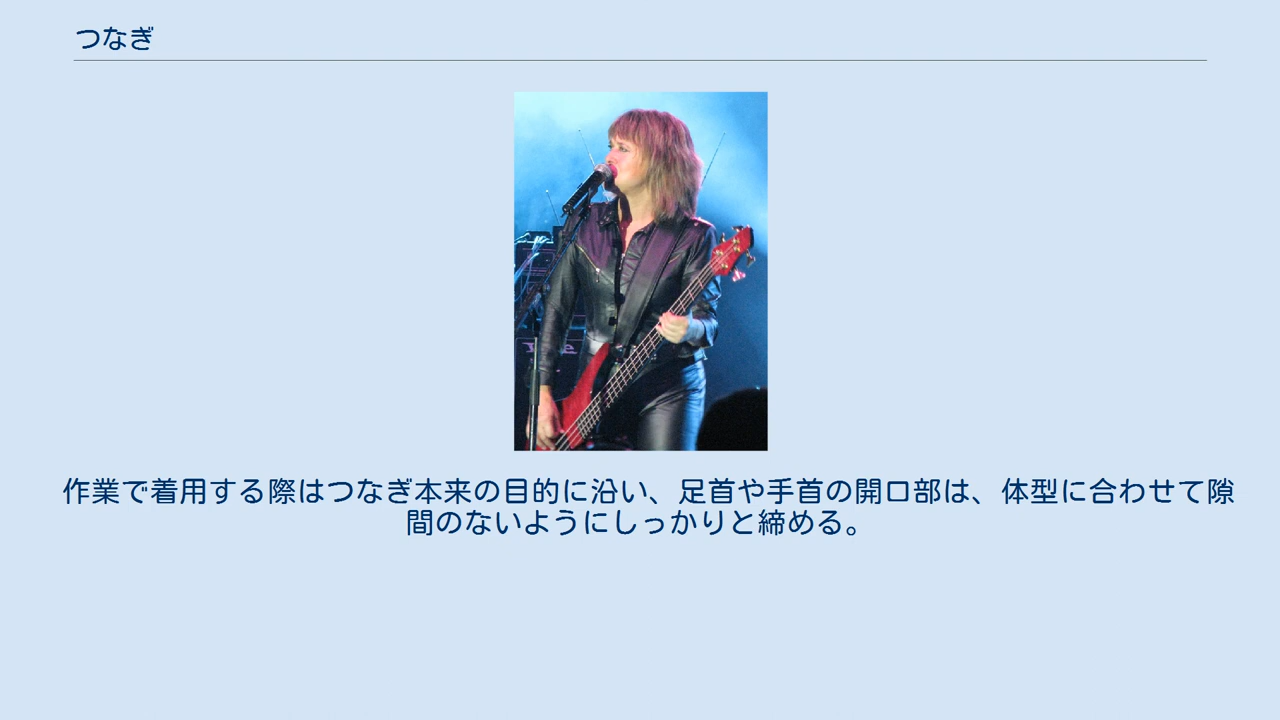 つなぎ
作業で着用する際はつなぎ本来の目的に沿い、足首や手首の開口部は、体型に合わせて隙
間のないようにしっかりと締める。